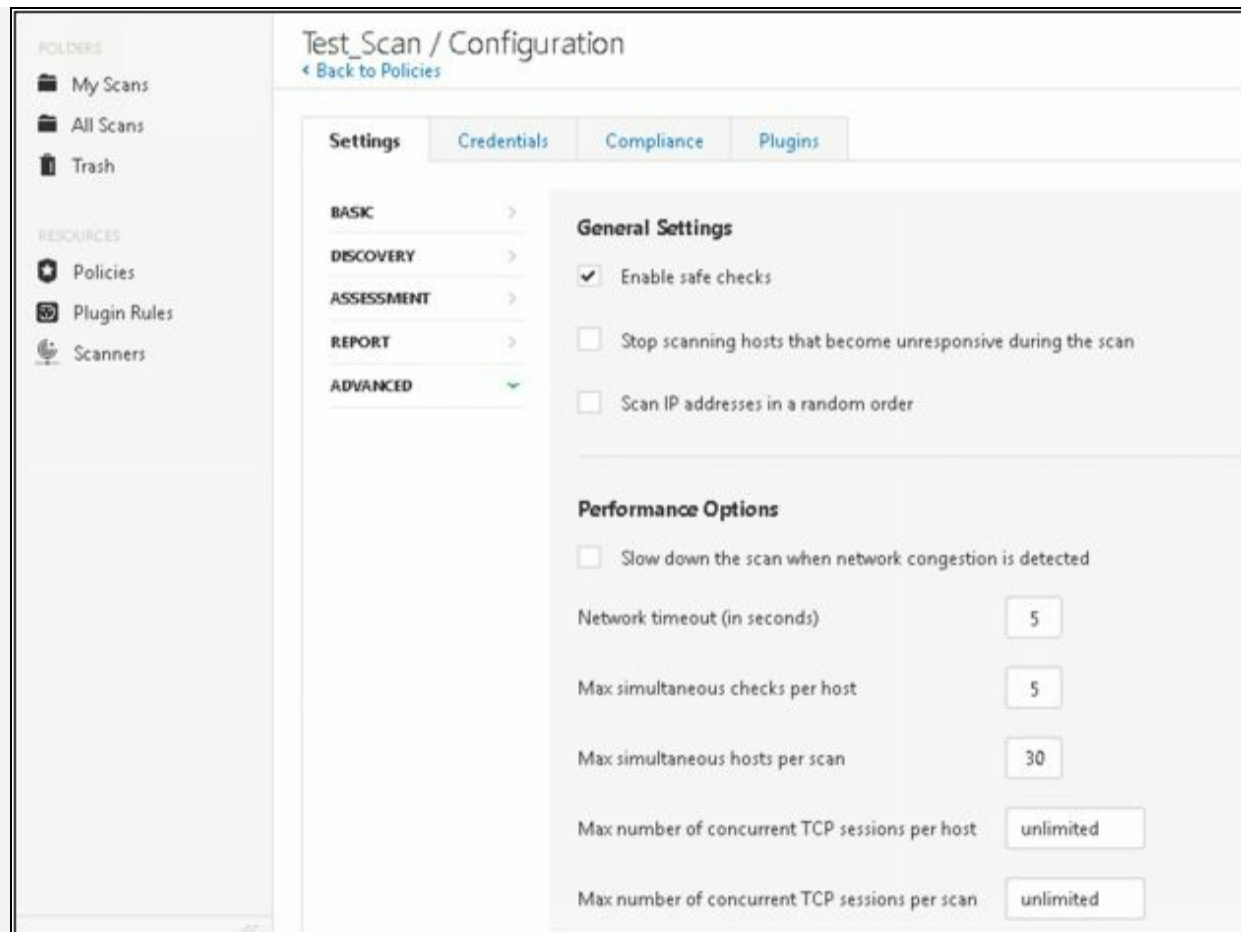 FOLDERS
My Scans
All Scans
Trash
RESOURCES
Policies
Plugin Rules
Scanners
Test_Scan / Configuration
Back to Policies
Settings
Credentials
Compliance
Plugins
BASIC
DISCOVERY
ASSESSMENT
REPORT
ADVANCED
General Settings
Enable safe checks
Stop scanning hosts that become unresponsive during the scan
Scan IP addresses in a random order
Performance Options
Slow down the scan when network congestion is detected
Network timeout (in seconds) 5
Max simultaneous checks per host 5
Max simultaneous hosts per scan 30
Max number of concurrent TCP sessions per host unlimited
Max number of concurrent TCP sessions per scan unlimited